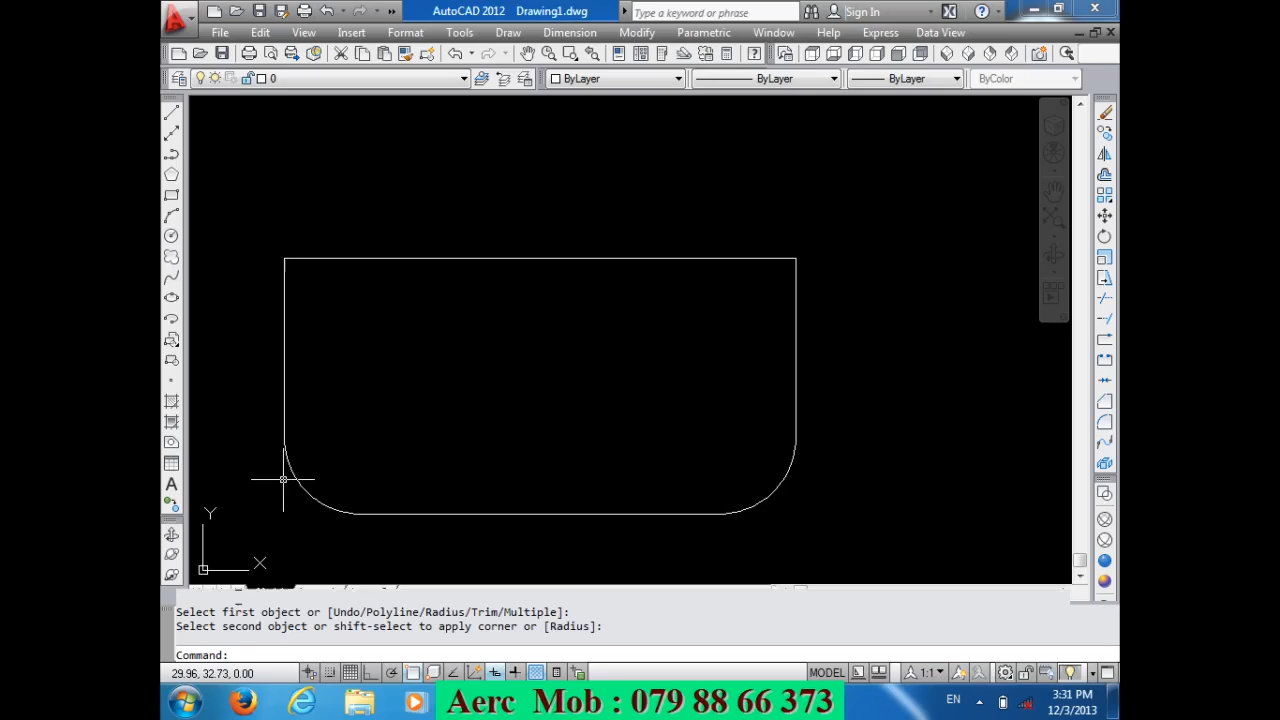 AutoCAD 2012 Drawing1.dwg
Type a keyword or phrase
Sign In
File Edit View Insert Format Tools Draw Dimension Modify Parametric Window Help Express Data View
0
ByLayer
ByLayer
ByLayer
ByColor
A
Y
X
Select first object or [Undo/Polyline/Radius/Trim/Multiple]:
Select second object or shift-select to apply corner or [Radius]:
Command:
29.96, 32.73, 0.00
MODEL
1:1
Aerc Mob : 079 88 66 373
EN
3:31 PM
12/3/2013